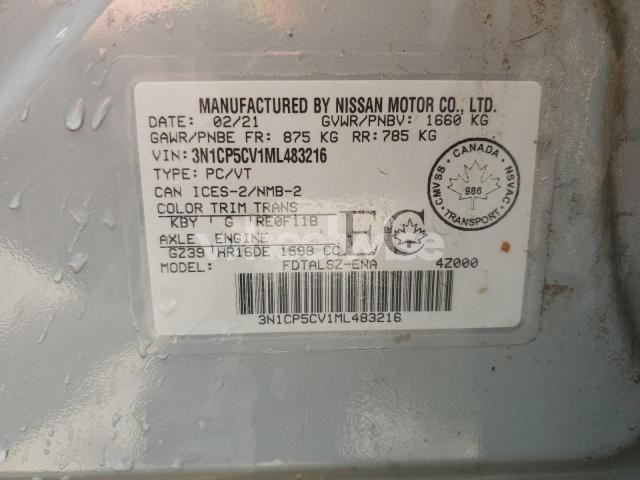 MANUFACTURED BY NISSAN MOTOR CO., LTD.
DATE: 02/21 GVWR/PNBV: 1660 KG
GAWR/PNBE FR: 875 KG RR: 785 KG
VIN: 3N1CP5CV1ML483216
TYPE: PC/VT
CAN ICES-2/NMB-2
COLOR TRIM TRANS
KBY ' G 'RE0F11B
AXLE ENGINE
GZ39 'HR16DE 1598 CC
EC
MODEL: FDTALSZ-ENA 4Z000
3N1CP5CV1ML483216
CMVSS • CANADA • NSVAC
986
TRANSPORT